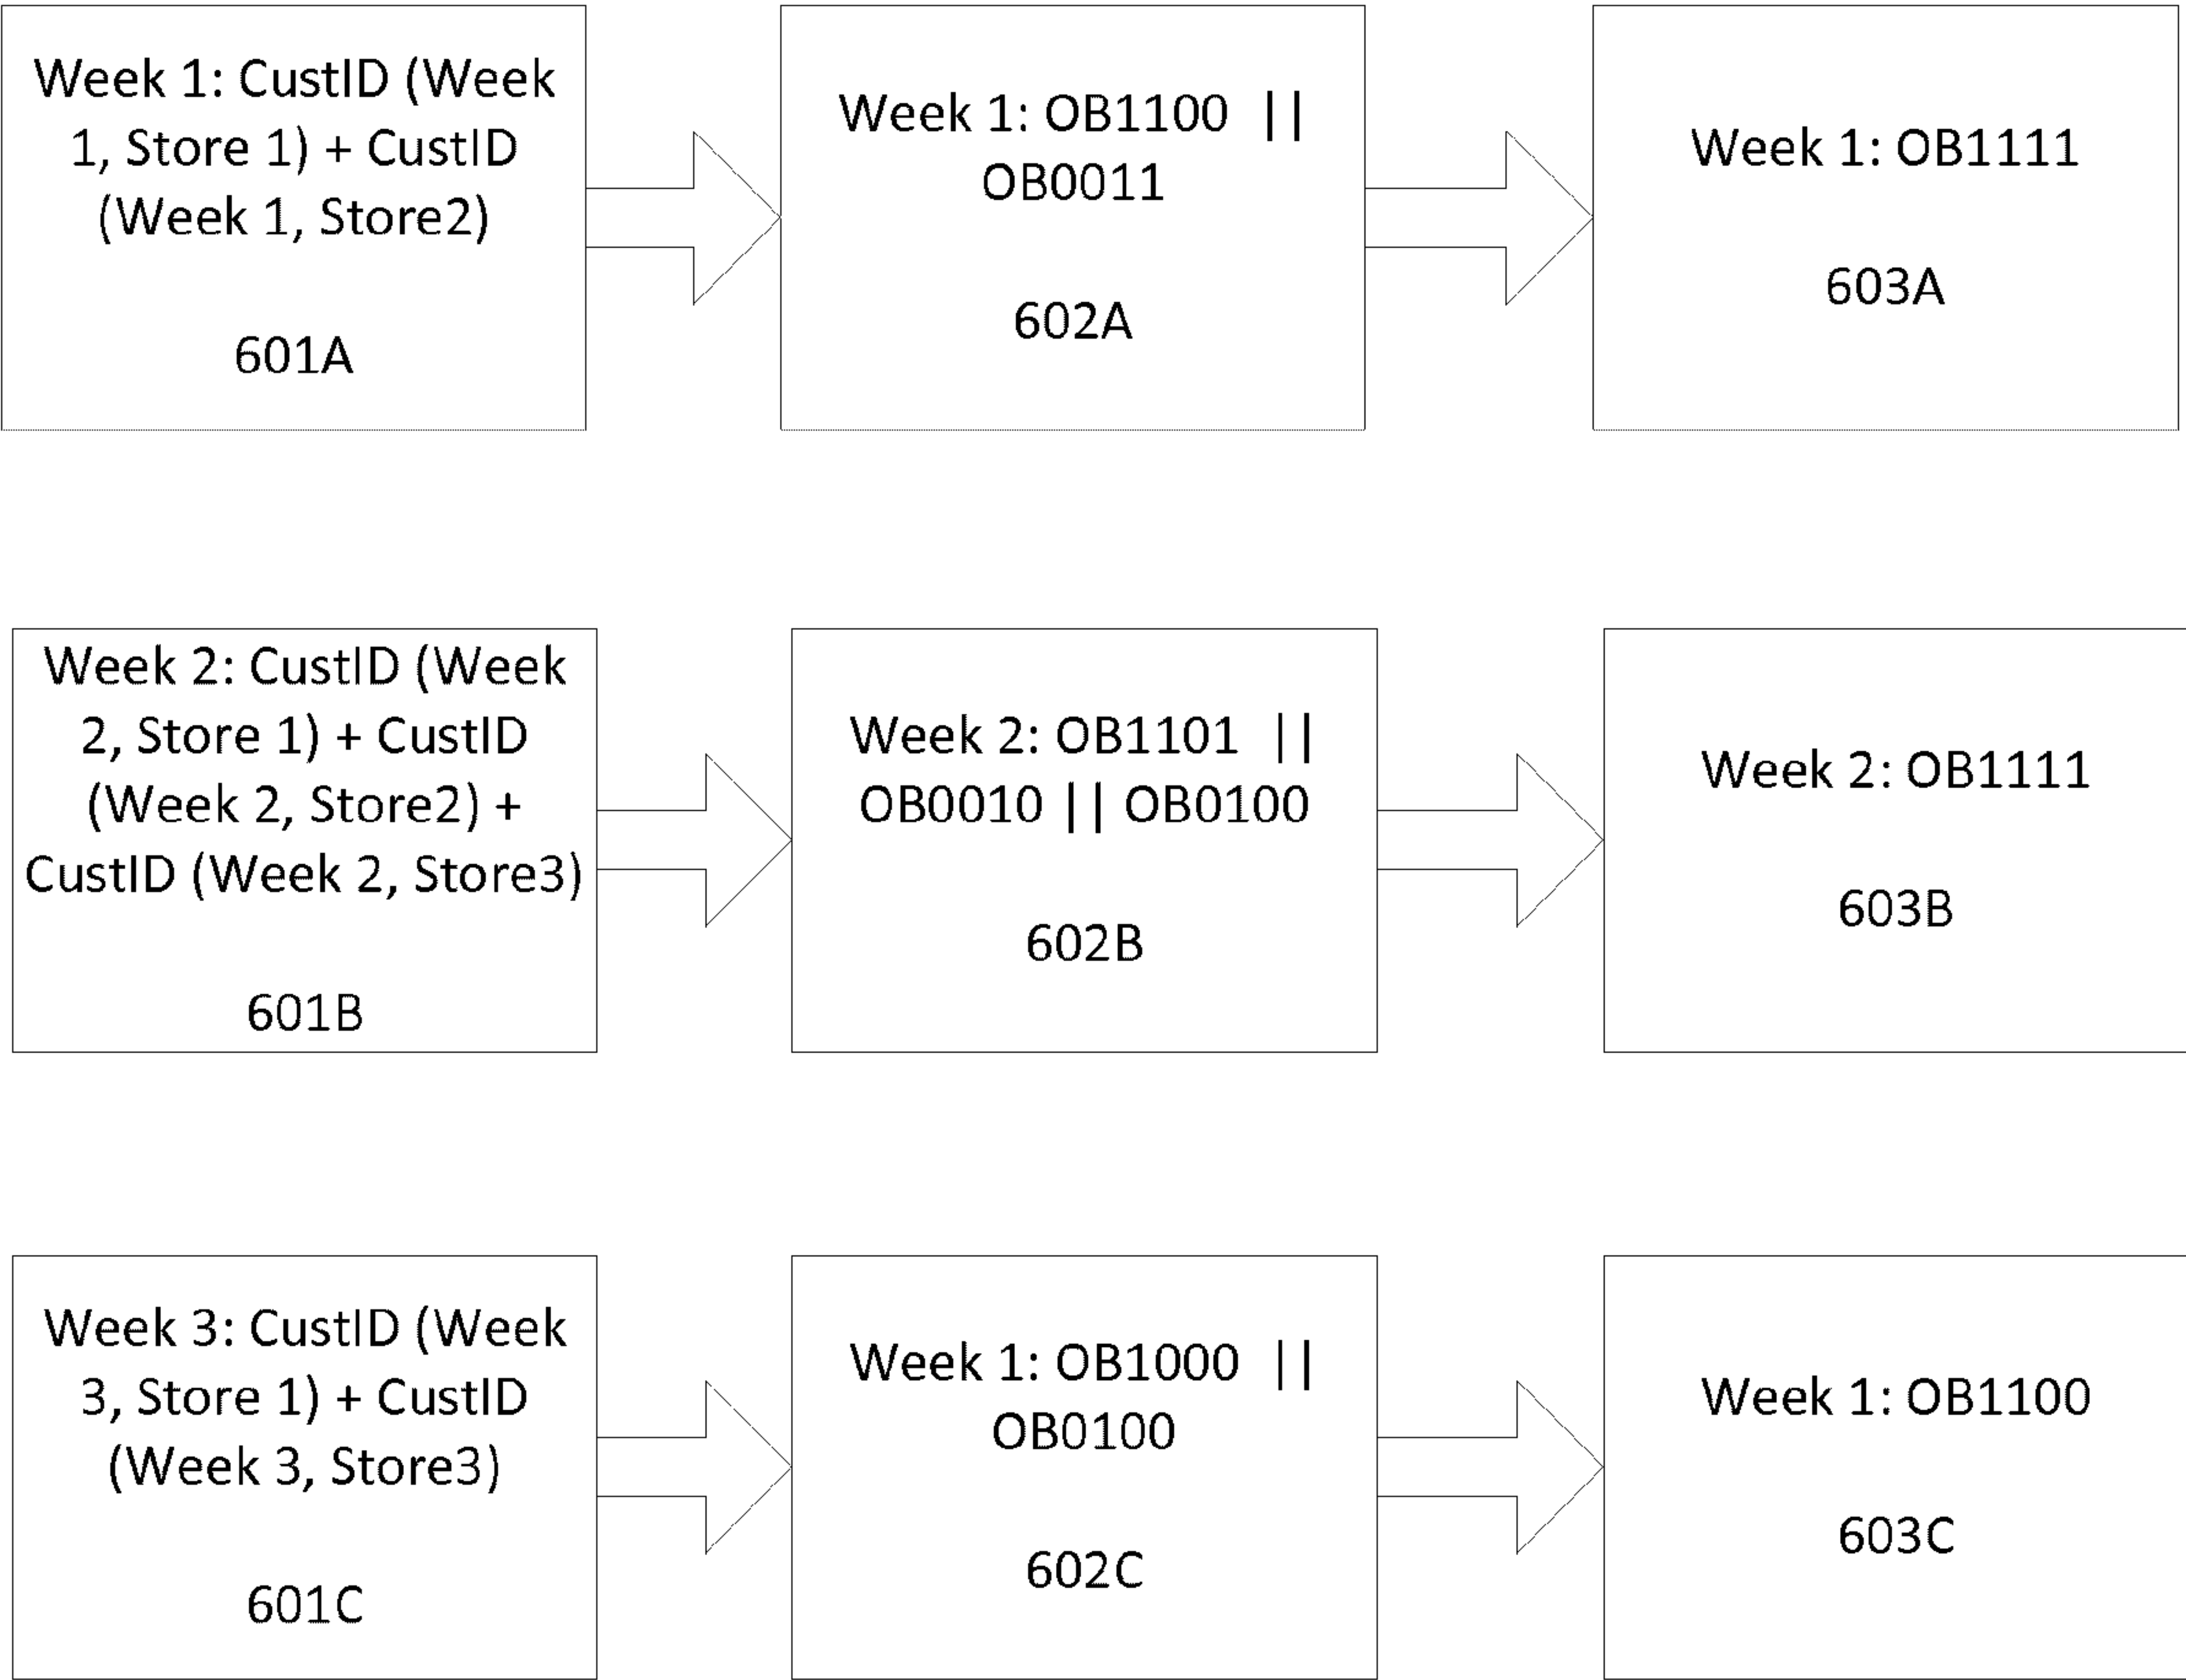 Week 1: CustID (Week
1, Store 1) + CustID
(Week 1, Store2)
601A
Week 1: OB1100 ||
OB0011
602A
Week 1: OB1111
603A
Week 2: CustID (Week
2, Store 1) + CustID
(Week 2, Store2) +
CustID (Week 2, Store3)
601B
Week 2: OB1101 ||
OB0010 || OB0100
602B
Week 2: OB1111
603B
Week 3: CustID (Week
3, Store 1) + CustID
(Week 3, Store3)
601C
Week 1: OB1000 ||
OB0100
602C
Week 1: OB1100
603C